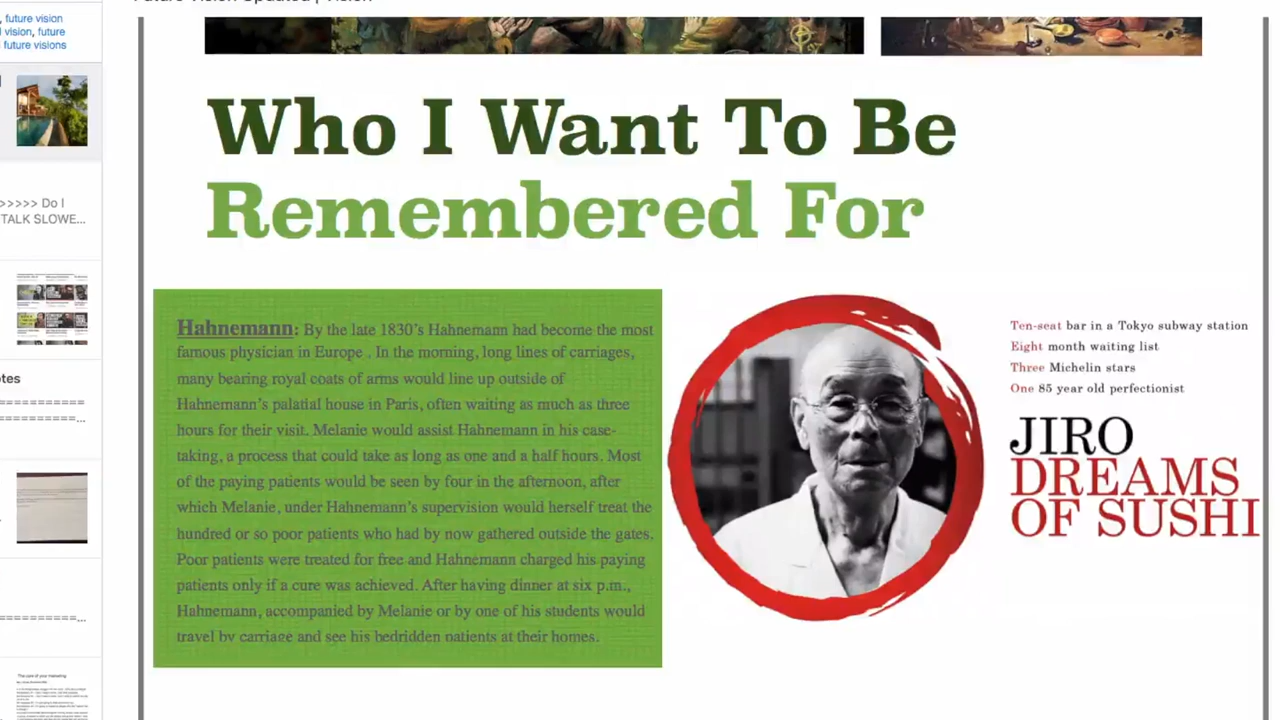 , future vision
vision, future
future visions
>>>>> Do I
TALK SLOWE...
otes
Future Vision Updated | Vision
Who I Want To Be
Remembered For
Hahnemann: By the late 1830's Hahnemann had become the most
famous physician in Europe . In the morning, long lines of carriages,
many bearing royal coats of arms would line up outside of
Hahnemann's palatial house in Paris, often waiting as much as three
hours for their visit. Melanie would assist Hahnemann in his case-
taking, a process that could take as long as one and a half hours. Most
of the paying patients would be seen by four in the afternoon, after
which Melanie, under Hahnemann's supervision would herself treat the
hundred or so poor patients who had by now gathered outside the gates.
Poor patients were treated for free and Hahnemann charged his paying
patients only if a cure was achieved. After having dinner at six p.m.,
Hahnemann, accompanied by Melanie or by one of his students would
travel by carriage and see his bedridden patients at their homes.
Ten-seat bar in a Tokyo subway station
Eight month waiting list
Three Michelin stars
One 85 year old perfectionist
JIRO
DREAMS
OF SUSHI